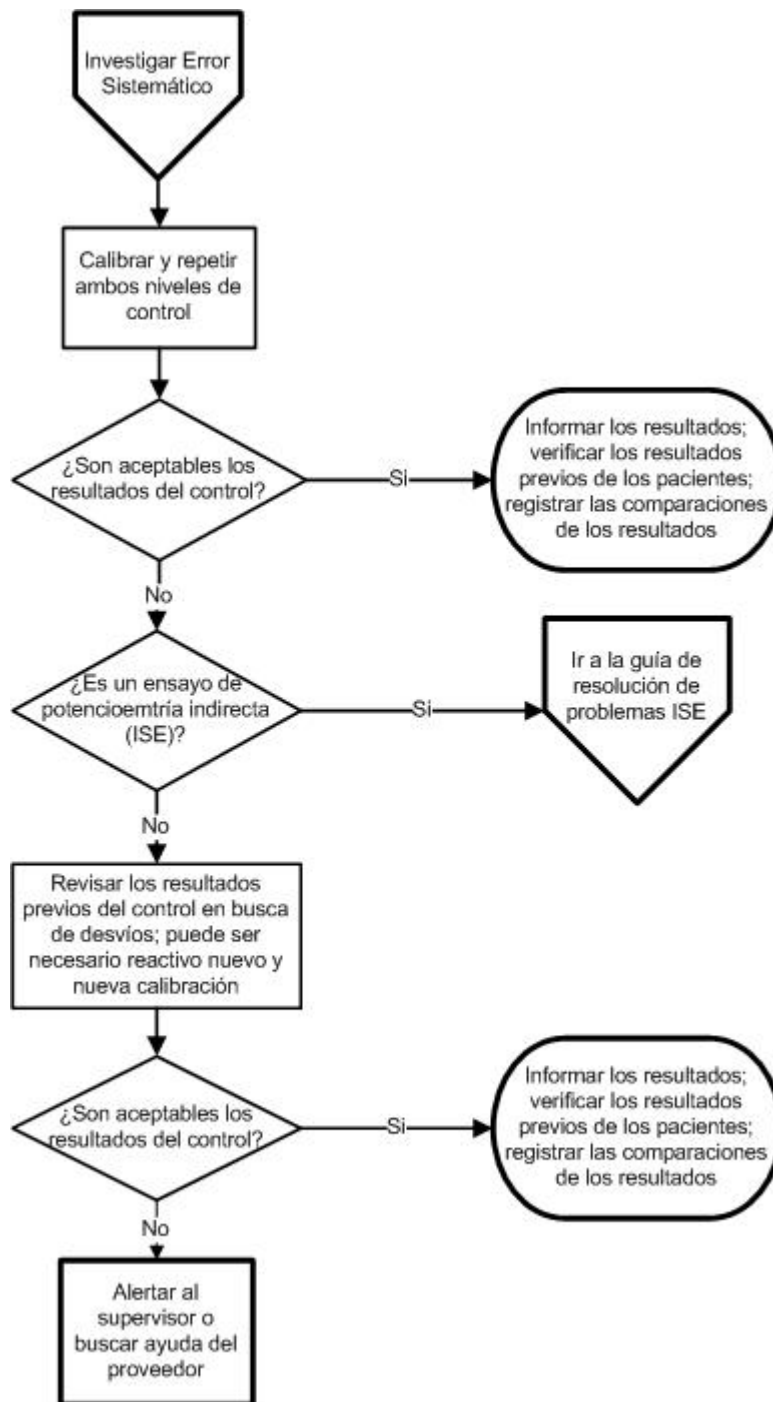 Investigar Error
Sistemático
Calibrar y repetir
ambos niveles de
control
¿Son aceptables los
resultados del control?
Si
Informar los resultados;
verificar los resultados
previos de los pacientes;
registrar las comparaciones
de los resultados
No
¿Es un ensayo de
potencioemtría indirecta
(ISE)?
Si
Ir a la guía de
resolución de
problemas ISE
No
Revisar los resultados
previos del control en busca
de desvíos; puede ser
necesario reactivo nuevo y
nueva calibración
¿Son aceptables los
resultados del control?
Si
Informar los resultados;
verificar los resultados
previos de los pacientes;
registrar las comparaciones
de los resultados
No
Alertar al
supervisor o
buscar ayuda del
proveedor